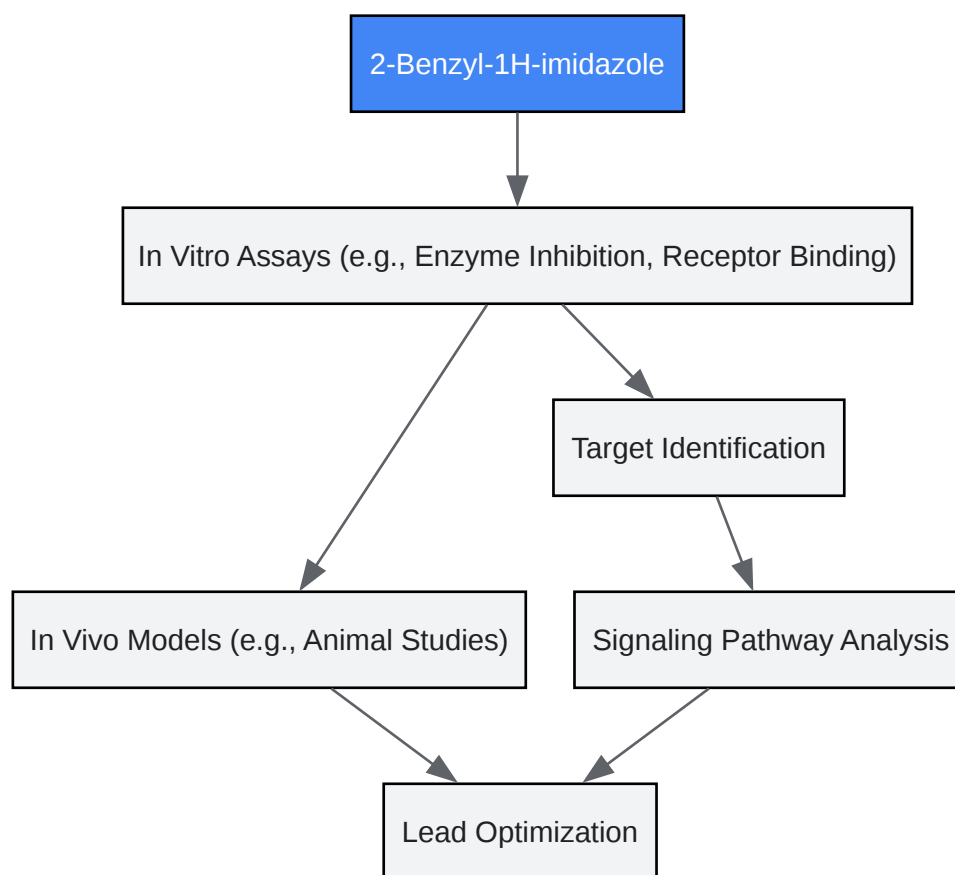 2-Benzyl-1H-imidazole
In Vitro Assays (e.g., Enzyme Inhibition, Receptor Binding)
Target Identification
In Vivo Models (e.g., Animal Studies)
Signaling Pathway Analysis
Lead Optimization